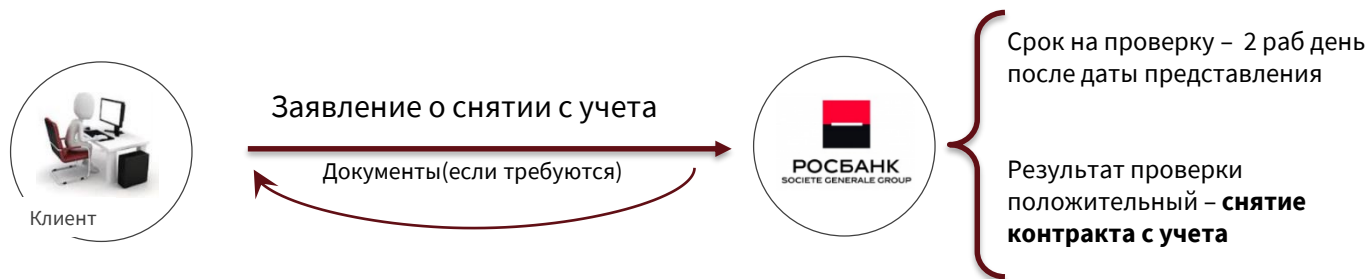 Клиент
Заявление о снятии с учета
Документы(если требуются)
РОСБАНК
SOCIETE GENERALE GROUP
Срок на проверку – 2 раб день
после даты представления
Результат проверки
положительный – снятие
контракта с учета